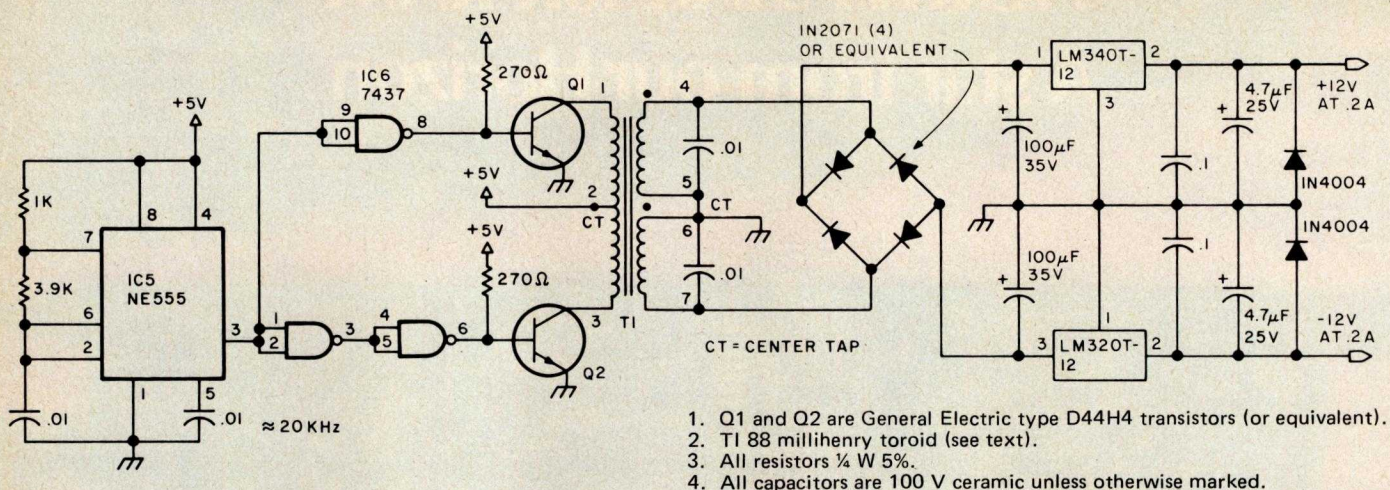 +5V
1K
7
3.9K
6
2
.01
8
4
IC5
NE555
3
1
5
.01
≈20 KHz
IC6
7437
9
10
8
1
2
3
4
5
6
+5V
270Ω
Q1
+5V
270Ω
Q2
+5V
1
2
CT
3
T1
4
.01
5
CT
6
.01
7
CT = CENTER TAP
IN2071 (4)
OR EQUIVALENT
+
100µF
35V
+
100µF
35V
1
LM340T-
12
2
3
1
3
LM320T-
12
2
.1
.1
+
4.7µF
25V
+
4.7µF
25V
IN4004
IN4004
+12V
AT .2A
-12V
AT .2A
1. Q1 and Q2 are General Electric type D44H4 transistors (or equivalent).
2. TI 88 millihenry toroid (see text).
3. All resistors ¼ W 5%.
4. All capacitors are 100 V ceramic unless otherwise marked.